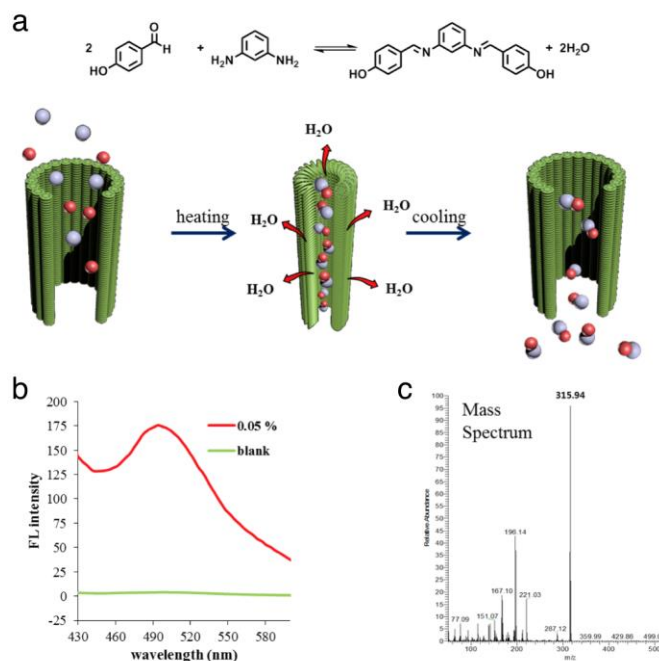 a
2
O
H
HO
+
NH₂
NH₂
N
N
HO
OH
+ 2H₂O
H₂O
H₂O
H₂O
H₂O
H₂O
heating
cooling
b
FL intensity
200
175
150
125
100
75
50
25
0
-25
430
460
490
520
550
580
wavelength (nm)
0.05 %
blank
c
Mass
Spectrum
Relative Abundance
100
95
90
85
80
75
70
65
60
55
50
45
40
35
30
25
20
15
10
5
0
315.94
196.14
167.10
221.03
77.09
151.07
267.12
359.99
429.86
100
200
300
400
m/z